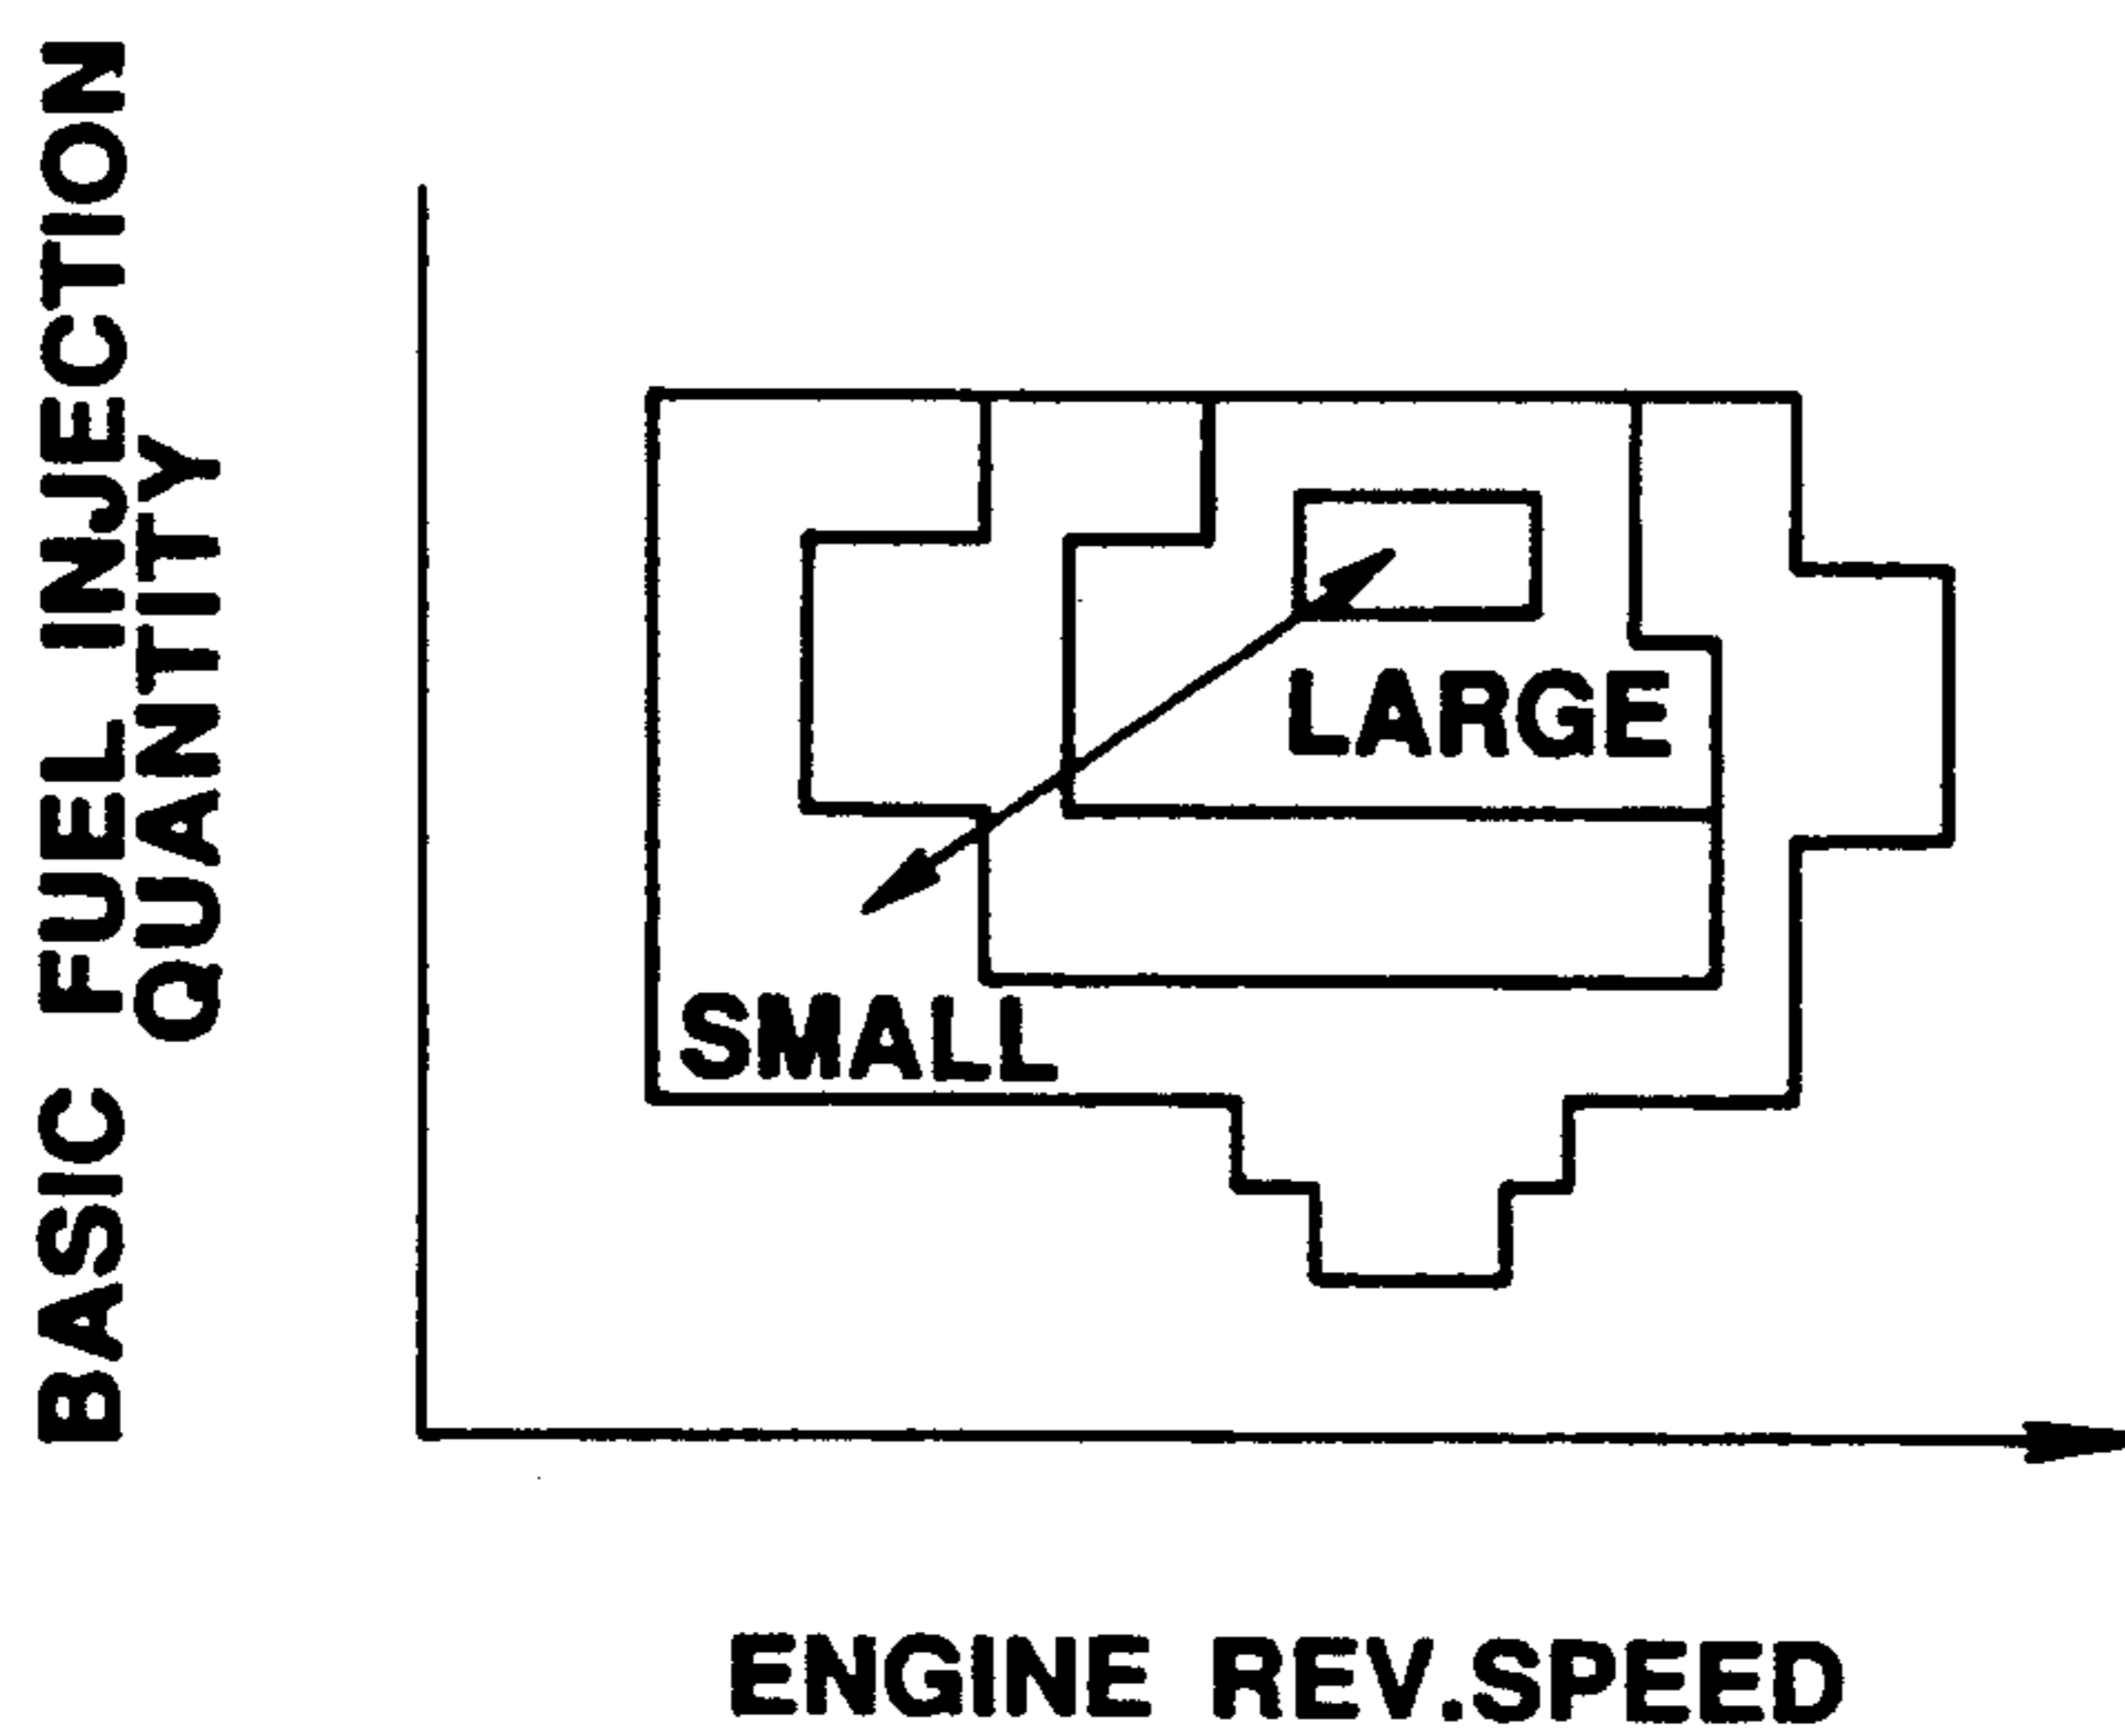 BASIC FUEL INJECTION
QUANTITY
LARGE
SMALL
ENGINE REV.SPEED